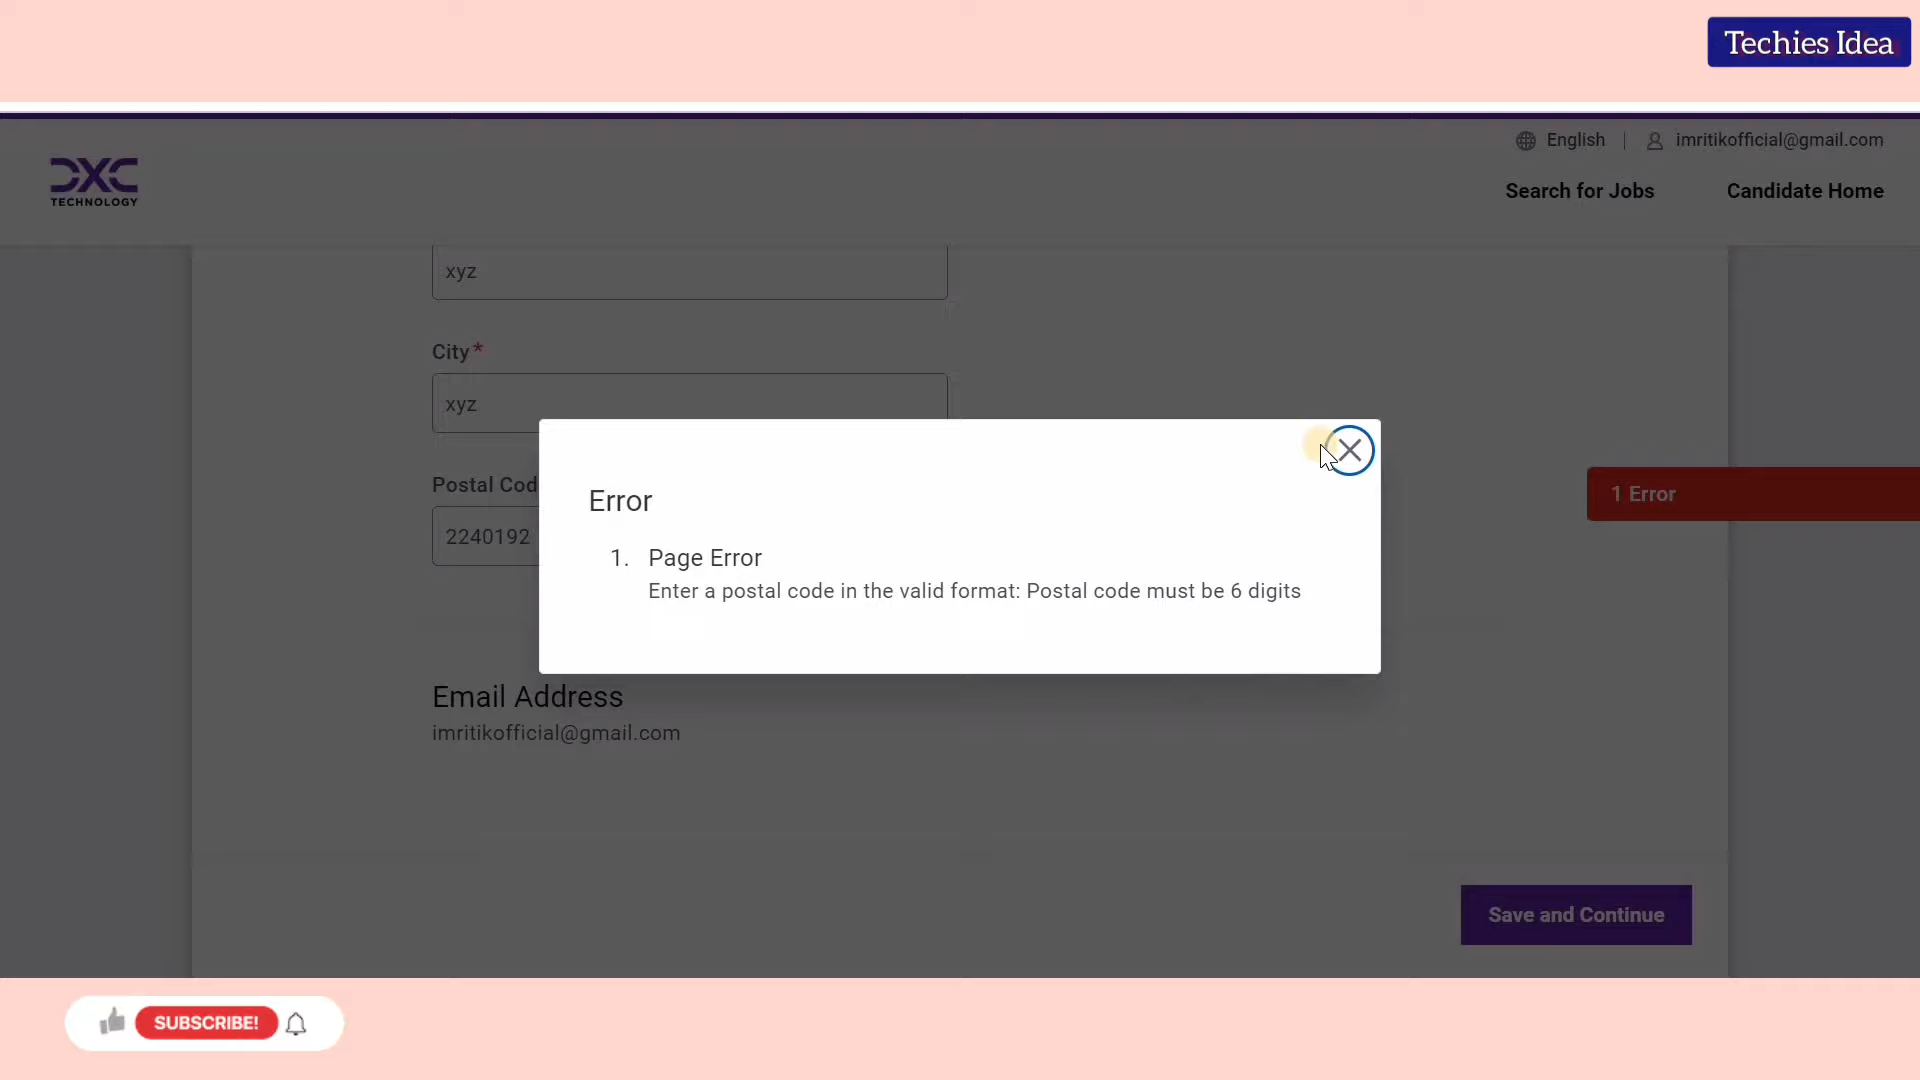 Techies Idea
English
imritikofficial@gmail.com
DXC
TECHNOLOGY
Search for Jobs
Candidate Home
xyz
City*
xyz
Postal Cod
2240192
Error
1. Page Error
Enter a postal code in the valid format: Postal code must be 6 digits
1 Error
Email Address
imritikofficial@gmail.com
Save and Continue
SUBSCRIBE!